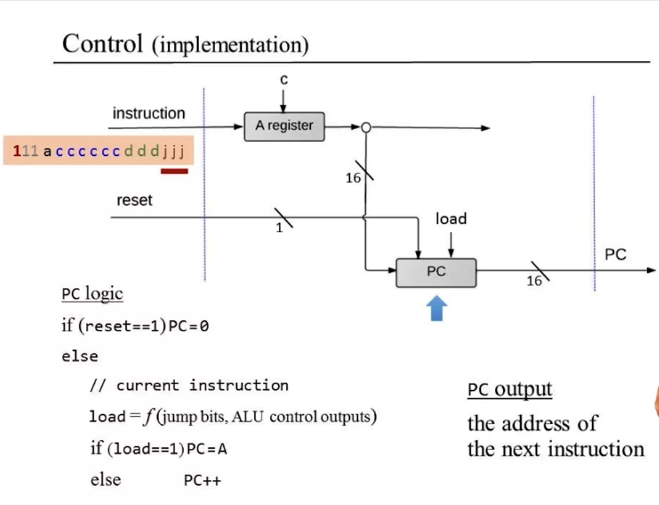 Control (implementation)
c
instruction
A register
111 a c c c c c c d d d j j j
16
reset
load
1
PC
PC
16
PC logic
if (reset==1) PC=0
else
// current instruction
load = f (jump bits, ALU control outputs)
if (load==1) PC=A
else PC++
PC output
the address of
the next instruction